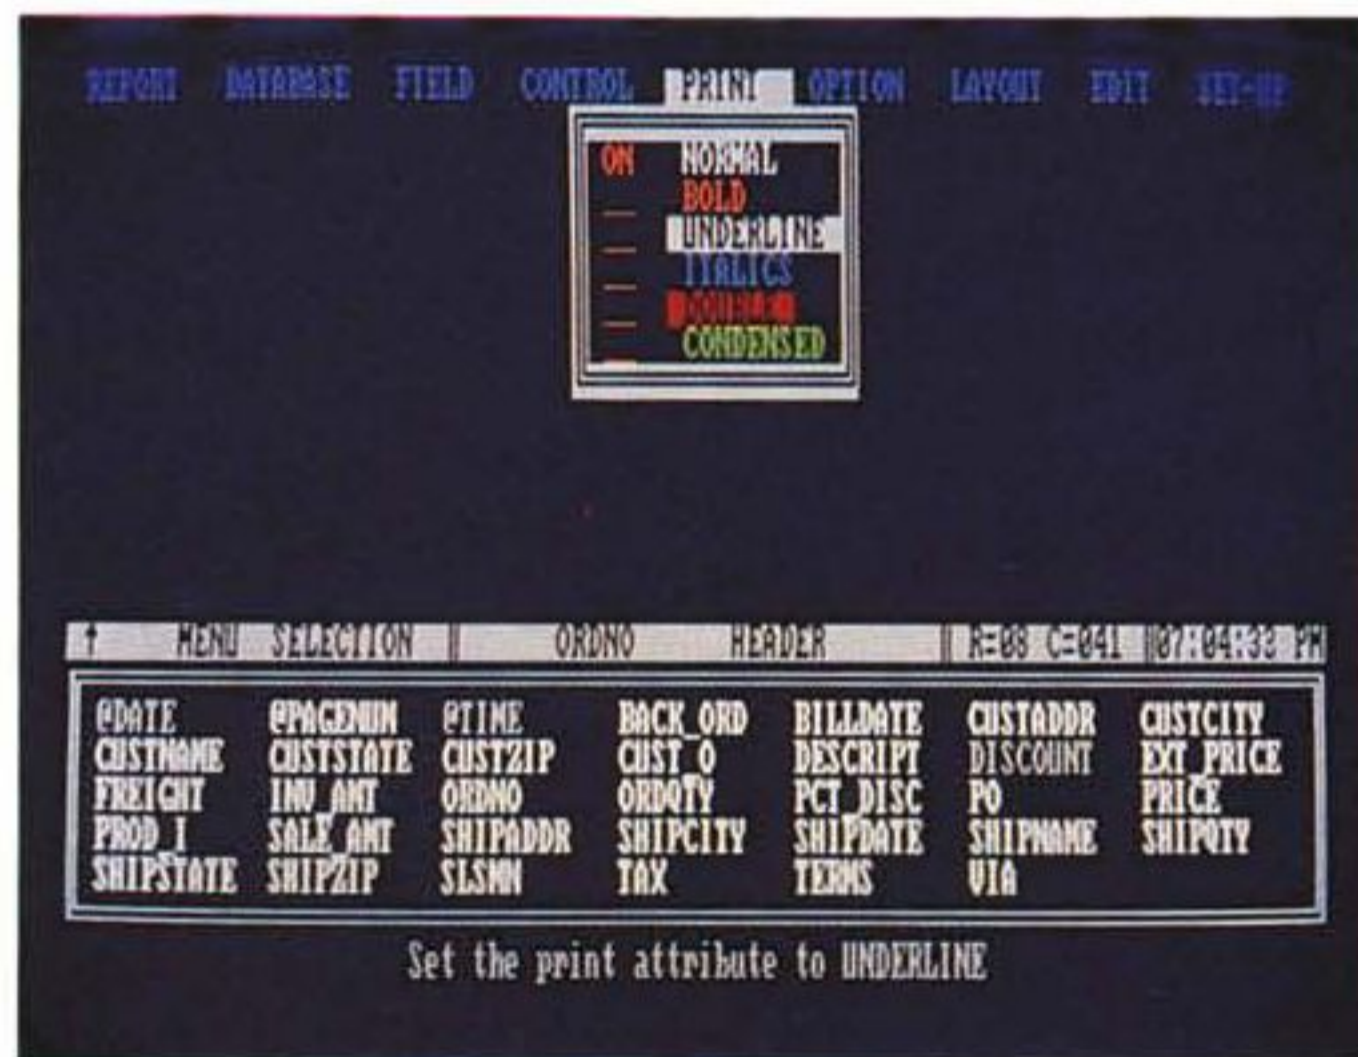 REPORT DATABASE FIELD CONTROL PRINT OPTION LAYOUT EDIT SET-UP
ON NORMAL
BOLD
UNDERLINE
ITALICS
DOUBLE
CONDENSED
↑ MENU SELECTION ORDNO HEADER R=08 C=041 07:04:33 PM
@DATE @PAGENUM @TIME BACK_ORD BILLDATE CUSTADDR CUSTCITY
CUSTNAME CUSTSTATE CUSTZIP CUST_O DESCRIPT DISCOUNT EXT_PRICE
FREIGHT INV_AMT ORDNO ORDQTY PCT_DISC PO PRICE
PROD_I SALE_AMT SHIPADDR SHIPCITY SHIPDATE SHIPNAME SHIPQTY
SHIPSTATE SHIPZIP SLSMN TAX TERMS VIA
Set the print attribute to UNDERLINE